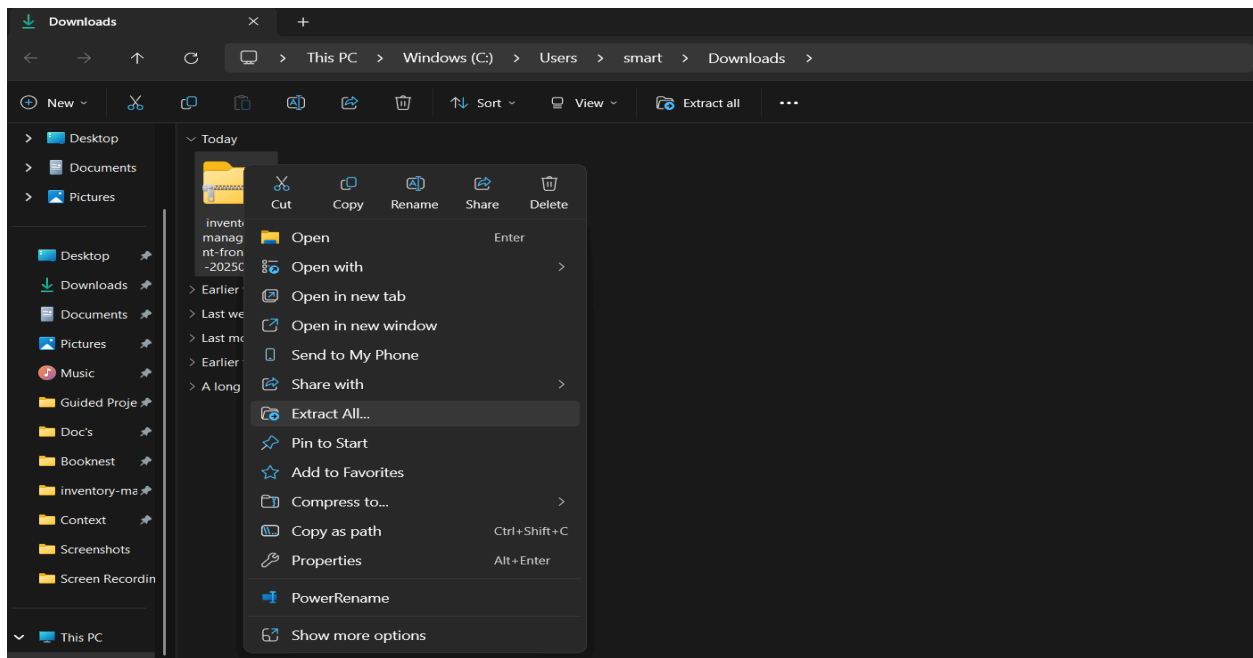 Downloads
This PC > Windows (C:) > Users > smart > Downloads >
New
Sort
View
Extract all
Desktop
Documents
Pictures
Desktop
Downloads
Documents
Pictures
Music
Guided Proje
Doc's
Booknest
inventory-ma
Context
Screenshots
Screen Recordin
This PC
Today
invent
manag
nt-fron
-2025
Earlier
Last we
Last mo
Earlier
A long
Cut Copy Rename Share Delete
Open Enter
Open with >
Open in new tab
Open in new window
Send to My Phone
Share with >
Extract All...
Pin to Start
Add to Favorites
Compress to... >
Copy as path Ctrl+Shift+C
Properties Alt+Enter
PowerRename
Show more options